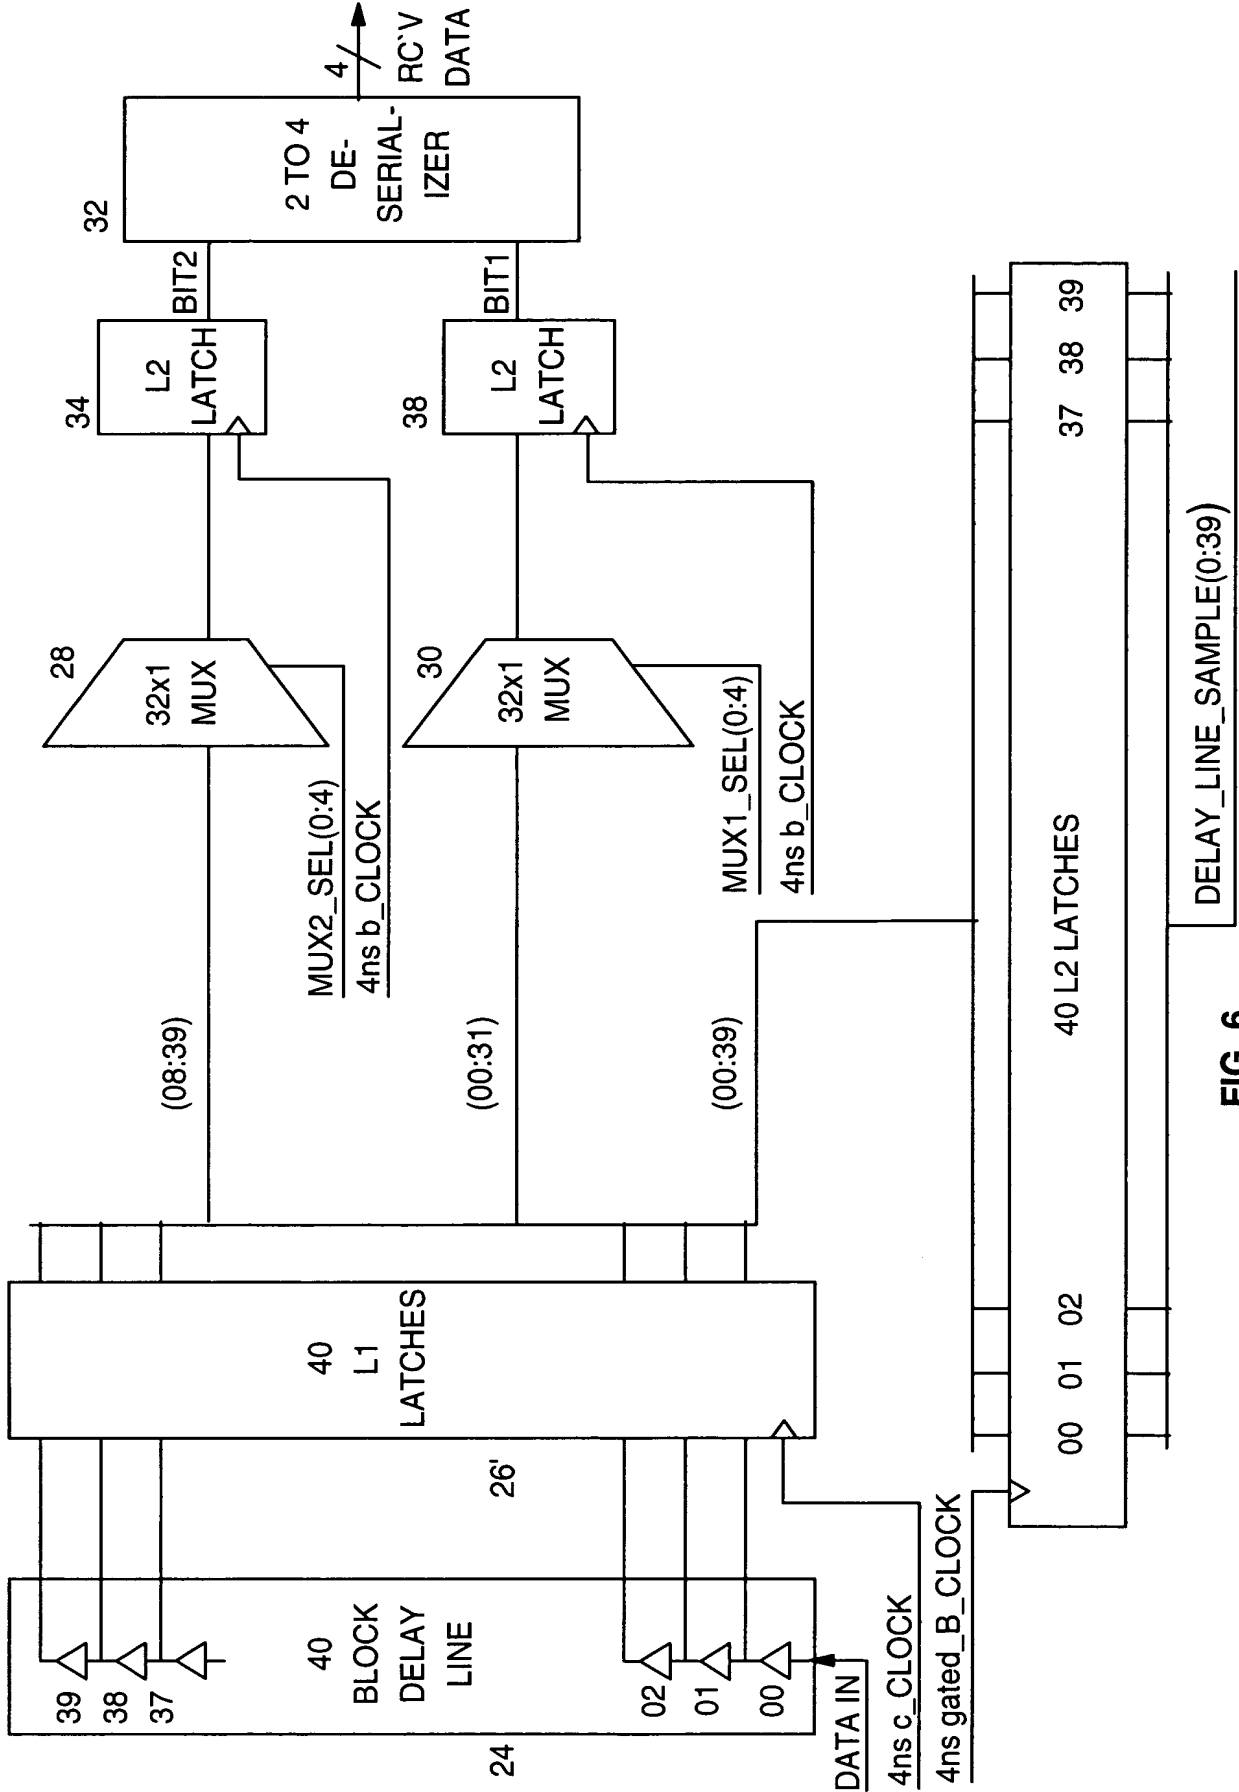 39
38
37
40
BLOCK
DELAY
LINE
02
01
00
24
DATA IN
4ns c_CLOCK
4ns gated_B_CLOCK
26'
40
L1
LATCHES
(08:39)
(00:31)
(00:39)
28
32x1
MUX
MUX2_SEL(0:4)
4ns b_CLOCK
30
32x1
MUX
MUX1_SEL(0:4)
4ns b_CLOCK
34
L2
LATCH
BIT2
38
L2
LATCH
BIT1
32
2 TO 4
DE-
SERIAL-
IZER
4
RC`V
DATA
00 01 02
40 L2 LATCHES
37 38 39
DELAY_LINE_SAMPLE(0:39)
FIG. 6